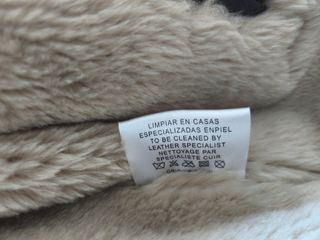 LIMPIAR EN CASAS
ESPECIALIZADAS ENPIEL
TO BE CLEANED BY
LEATHER SPECIALIST
NETTOYAGE PAR
SPECIALISTE CUIR